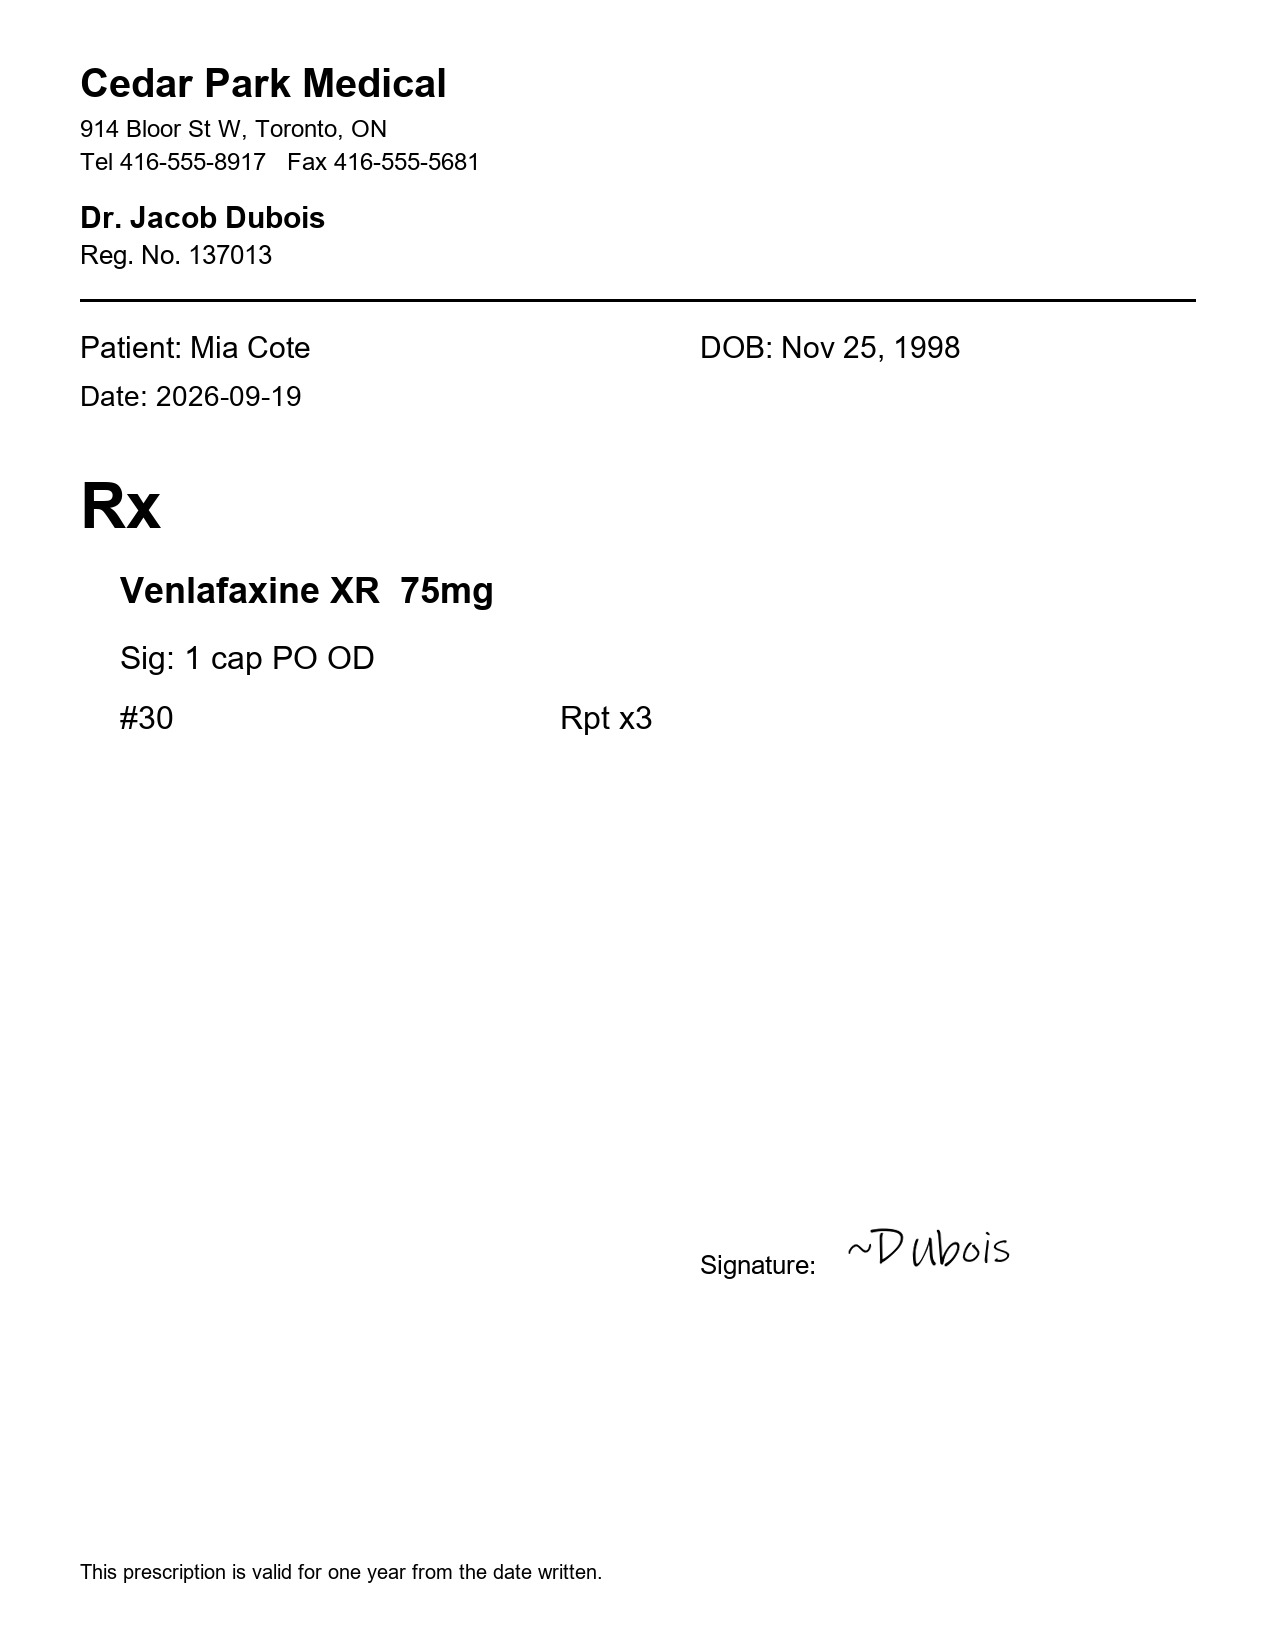 Cedar Park Medical
914 Bloor St W, Toronto, ON
Tel 416-555-8917 Fax 416-555-5681
Dr. Jacob Dubois
Reg. No. 137013
Patient: Mia Cote DOB: Nov 25, 1998
Date: 2026-09-19
Rx
Venlafaxine XR 75mg
Sig: 1 cap PO OD
#30 Rpt x3
Signature: ~Dubois
This prescription is valid for one year from the date written.